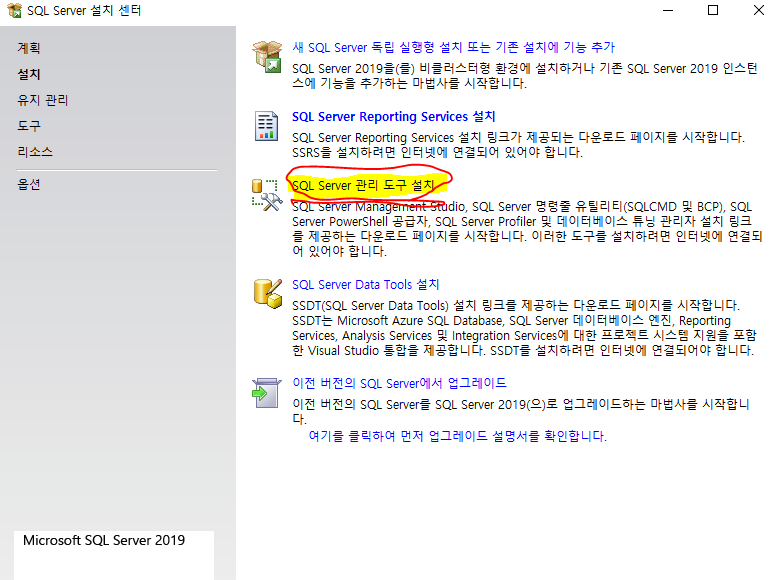 SQL Server 설치 센터
계획
설치
유지 관리
도구
리소스
옵션
새 SQL Server 독립 실행형 설치 또는 기존 설치에 기능 추가
SQL Server 2019을(를) 비클러스터형 환경에 설치하거나 기존 SQL Server 2019 인스턴
스에 기능을 추가하는 마법사를 시작합니다.
SQL Server Reporting Services 설치
SQL Server Reporting Services 설치 링크가 제공되는 다운로드 페이지를 시작합니다.
SSRS을 설치하려면 인터넷에 연결되어 있어야 합니다.
SQL Server 관리 도구 설치
SQL Server Management Studio, SQL Server 명령줄 유틸리티(SQLCMD 및 BCP), SQL
Server PowerShell 공급자, SQL Server Profiler 및 데이터베이스 튜닝 관리자 설치 링크
를 제공하는 다운로드 페이지를 시작합니다. 이러한 도구를 설치하려면 인터넷에 연결되
어 있어야 합니다.
SQL Server Data Tools 설치
SSDT(SQL Server Data Tools) 설치 링크를 제공하는 다운로드 페이지를 시작합니다.
SSDT는 Microsoft Azure SQL Database, SQL Server 데이터베이스 엔진, Reporting
Services, Analysis Services 및 Integration Services에 대한 프로젝트 시스템 지원을 포함
한 Visual Studio 통합을 제공합니다. SSDT를 설치하려면 인터넷에 연결되어야 합니다.
이전 버전의 SQL Server에서 업그레이드
이전 버전의 SQL Server를 SQL Server 2019(으)로 업그레이드하는 마법사를 시작합니
다.
여기를 클릭하여 먼저 업그레이드 설명서를 확인합니다.
Microsoft SQL Server 2019